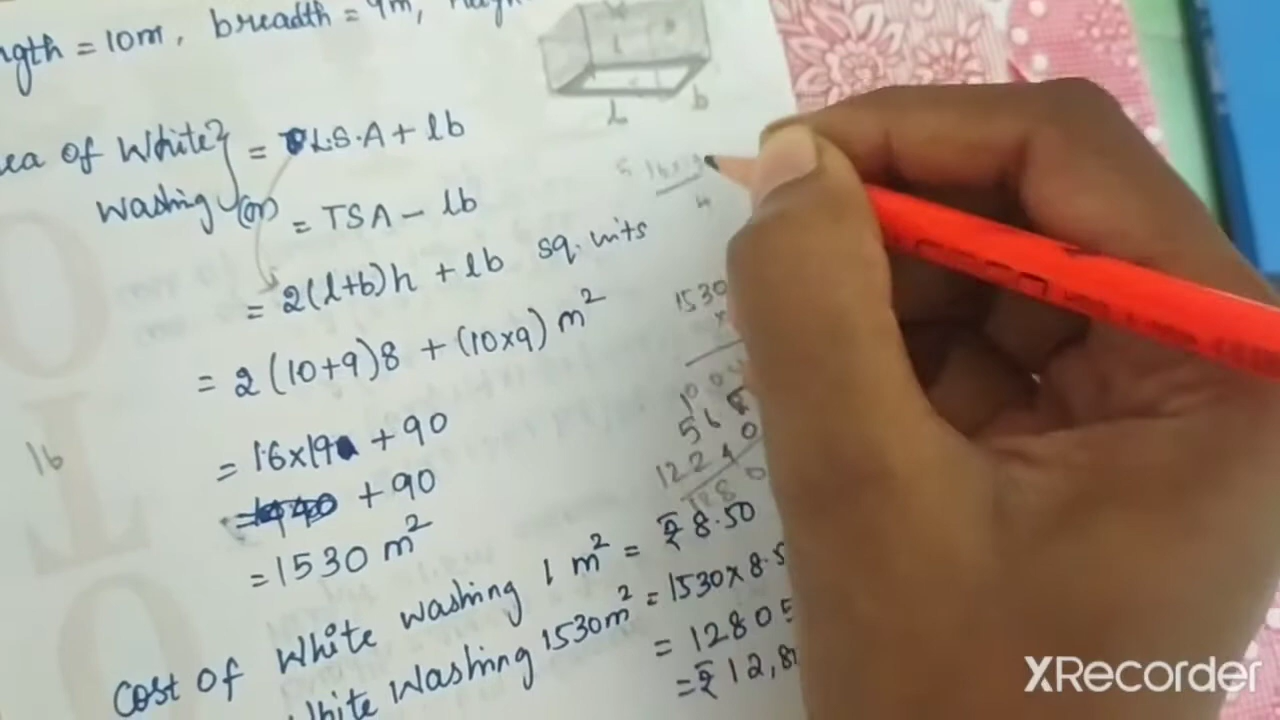 ngth = 10m, breadth = 9m,
l
b
ea of White
washing (or)
= L.S.A + lb
= TSA - lb
= 2(l+b)h + lb sq. units
= 2(10+9)8 + (10×9) m²
= 16×19 + 90
= 1440 + 90
= 1530 m²
16
1530
12240
cost of White washing 1 m² = ₹ 8.50
White washing 1530m² = 1530×8.5
= 12805
= ₹ 12,8
XRecorder